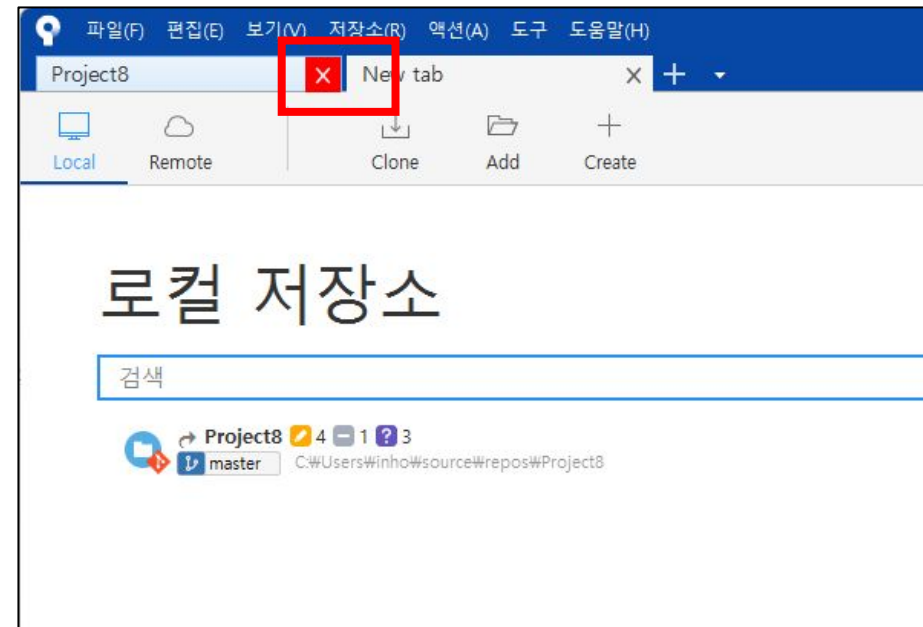 파일(F) 편집(E) 보기(V) 저장소(R) 액션(A) 도구 도움말(H)
Project8 New tab
Local Remote Clone Add Create
로컬 저장소
검색
Project8 4 1 ? 3
master C:₩Users₩inho₩source₩repos₩Project8